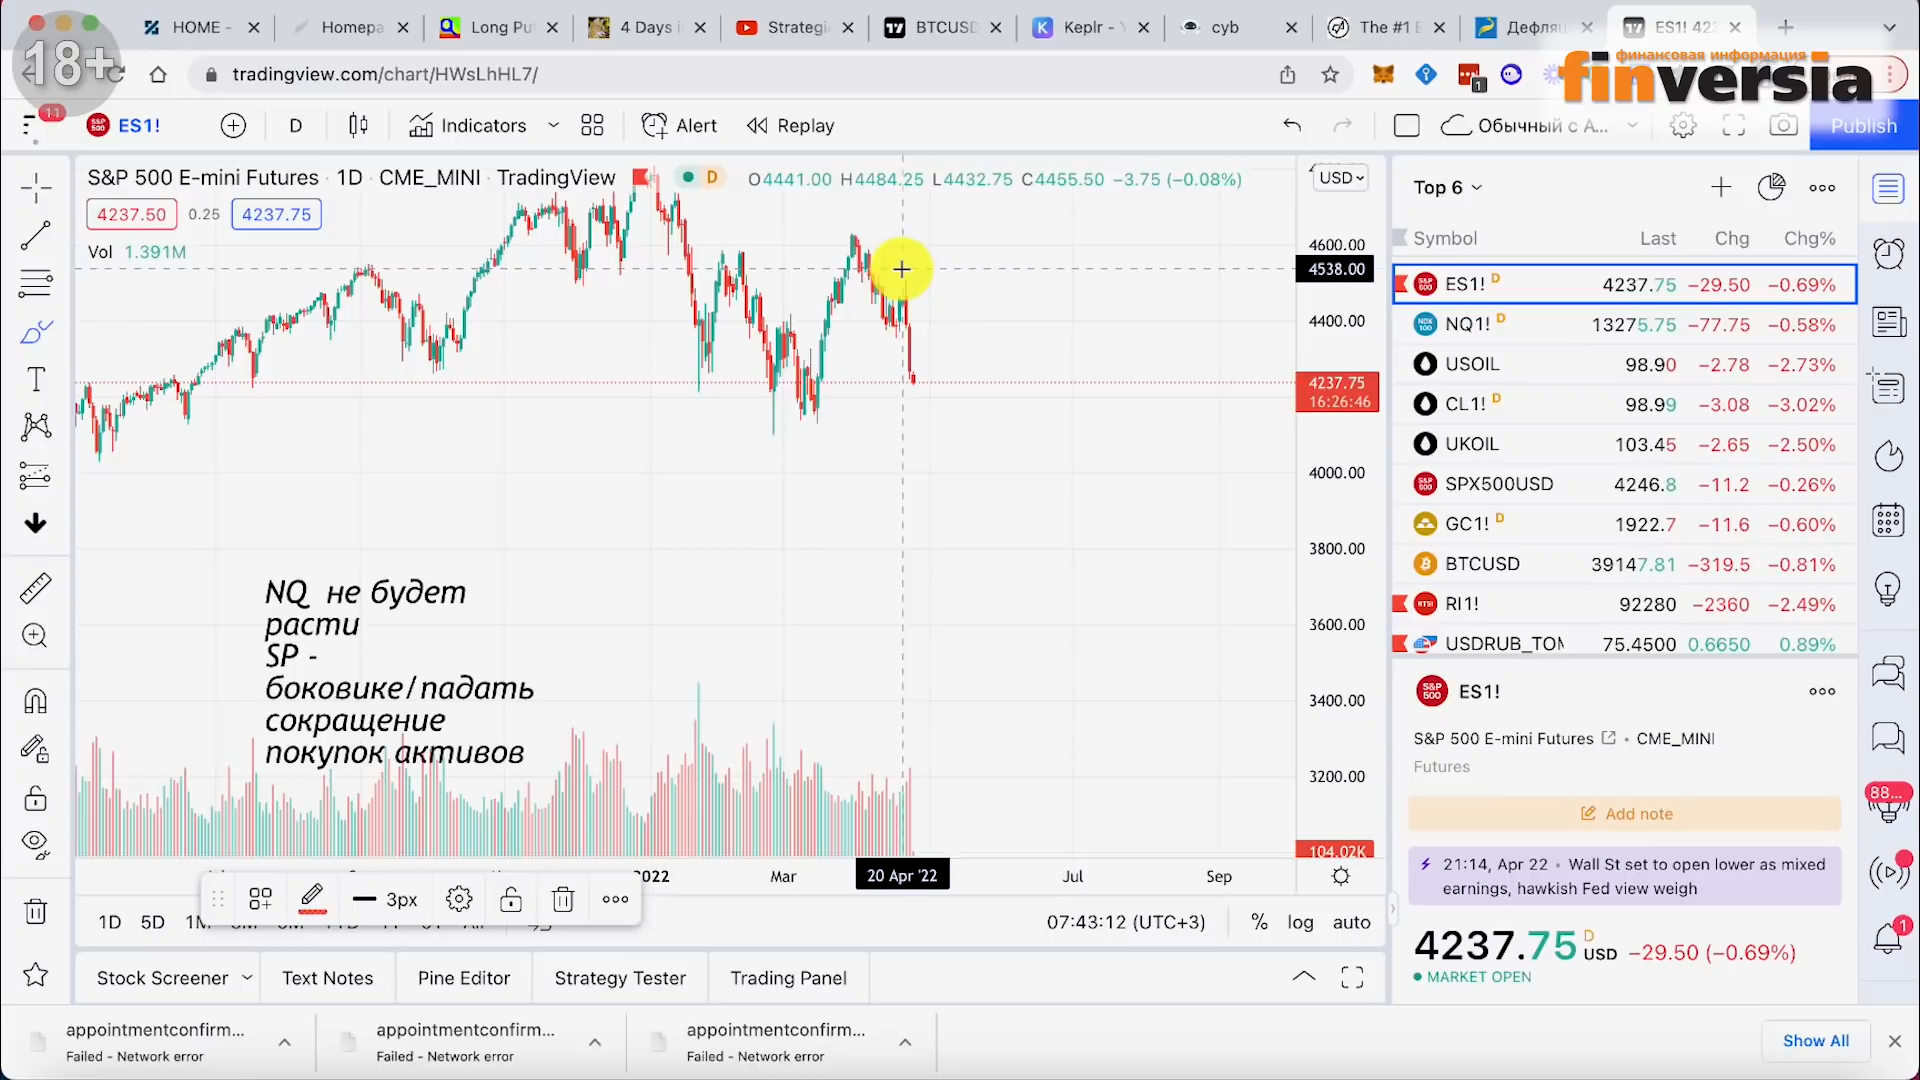 HOME -
Homepa
Long Pu
4 Days i
Strategi
BTCUSD
Keplr -
cyb
The #1 E
Дефляц
ES1! 423
18+
tradingview.com/chart/HWsLhHL7/
1
финансовая информация
finversia
11
ES1!
D
Indicators
Alert
Replay
Обычный с А...
Publish
S&P 500 E-mini Futures · 1D · CME_MINI · TradingView
D
O4441.00 H4484.25 L4432.75 C4455.50 −3.75 (−0.08%)
USD
4237.50 0.25 4237.75
Vol 1.391M
4600.00
4538.00
4400.00
4237.75
16:26:46
4000.00
3800.00
3600.00
3400.00
3200.00
104.02K
NQ не будет
расти
SP -
боковике/падать
сокращение
покупок активов
2022
Mar
20 Apr '22
Jul
Sep
3px
1D 5D
07:43:12 (UTC+3)
% log auto
Stock Screener
Text Notes
Pine Editor
Strategy Tester
Trading Panel
Top 6
Symbol Last Chg Chg%
ES1! D 4237.75 −29.50 −0.69%
NQ1! D 13275.75 −77.75 −0.58%
USOIL 98.90 −2.78 −2.73%
CL1! D 98.99 −3.08 −3.02%
UKOIL 103.45 −2.65 −2.50%
SPX500USD 4246.8 −11.2 −0.26%
GC1! D 1922.7 −11.6 −0.60%
BTCUSD 39147.81 −319.5 −0.81%
RI1! 92280 −2360 −2.49%
USDRUB_TOM 75.4500 0.6650 0.89%
S&P 500
ES1!
S&P 500 E-mini Futures • CME_MINI
Futures
Add note
21:14, Apr 22 • Wall St set to open lower as mixed
earnings, hawkish Fed view weigh
4237.75 D USD −29.50 (−0.69%)
MARKET OPEN
88...
1
appointmentconfirm...
Failed - Network error
appointmentconfirm...
Failed - Network error
appointmentconfirm...
Failed - Network error
Show All